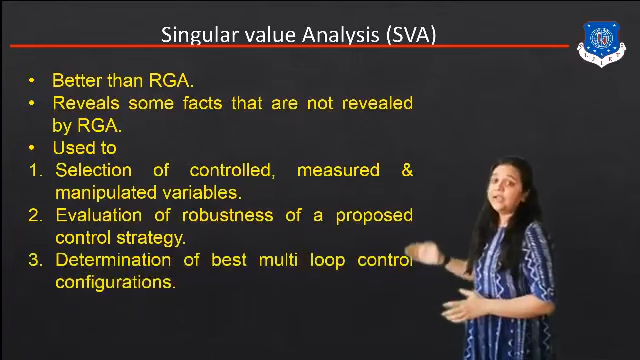 Singular value Analysis (SVA)
• Better than RGA.
• Reveals some facts that are not revealed
by RGA.
• Used to
1. Selection of controlled, measured &
manipulated variables.
2. Evaluation of robustness of a proposed
control strategy.
3. Determination of best multi loop control
configurations.